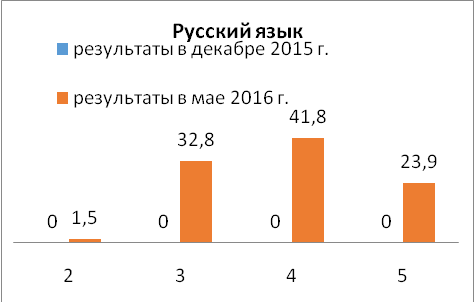 Русский язык
результаты в декабре 2015 г.
результаты в мае 2016 г.
41,8
32,8
23,9
0 1,5 0 0 0
2 3 4 5